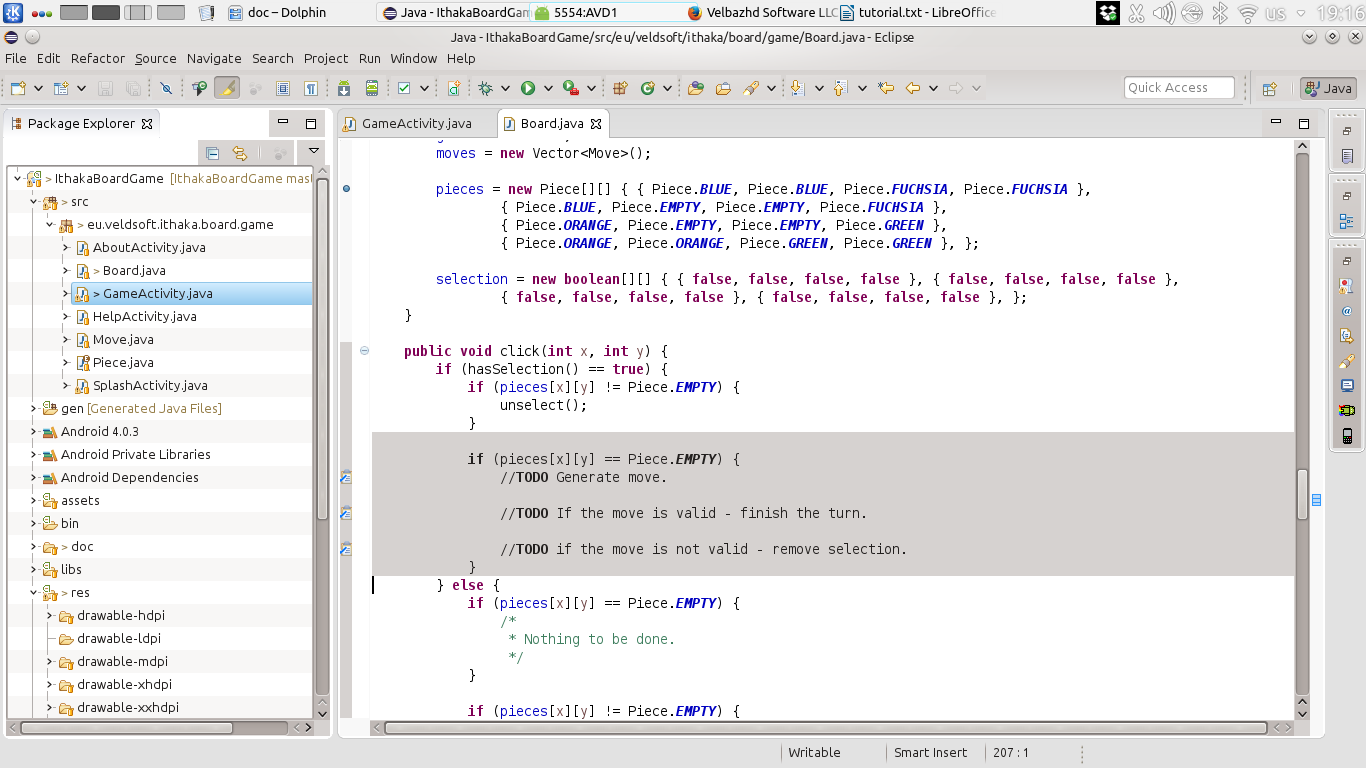 doc – Dolphin
Java - IthakaBoardGam
5554:AVD1
Velbazhd Software LLC
tutorial.txt - LibreOffice
us
19:16
Java - IthakaBoardGame/src/eu/veldsoft/ithaka/board/game/Board.java - Eclipse
File Edit Refactor Source Navigate Search Project Run Window Help
Quick Access
Java
Package Explorer
GameActivity.java
Board.java
> IthakaBoardGame [IthakaBoardGame mast
> src
> eu.veldsoft.ithaka.board.game
AboutActivity.java
> Board.java
> GameActivity.java
HelpActivity.java
Move.java
Piece.java
SplashActivity.java
gen [Generated Java Files]
Android 4.0.3
Android Private Libraries
Android Dependencies
assets
bin
> doc
libs
> res
drawable-hdpi
drawable-ldpi
drawable-mdpi
drawable-xhdpi
drawable-xxhdpi
moves = new Vector<Move>();
pieces = new Piece[][] { { Piece.BLUE, Piece.BLUE, Piece.FUCHSIA, Piece.FUCHSIA },
{ Piece.BLUE, Piece.EMPTY, Piece.EMPTY, Piece.FUCHSIA },
{ Piece.ORANGE, Piece.EMPTY, Piece.EMPTY, Piece.GREEN },
{ Piece.ORANGE, Piece.ORANGE, Piece.GREEN, Piece.GREEN }, };
selection = new boolean[][] { { false, false, false, false }, { false, false, false, false },
{ false, false, false, false }, { false, false, false, false }, };
}
public void click(int x, int y) {
if (hasSelection() == true) {
if (pieces[x][y] != Piece.EMPTY) {
unselect();
}
if (pieces[x][y] == Piece.EMPTY) {
//TODO Generate move.
//TODO If the move is valid - finish the turn.
//TODO if the move is not valid - remove selection.
}
} else {
if (pieces[x][y] == Piece.EMPTY) {
/*
* Nothing to be done.
*/
}
if (pieces[x][y] != Piece.EMPTY) {
Writable
Smart Insert
207 : 1